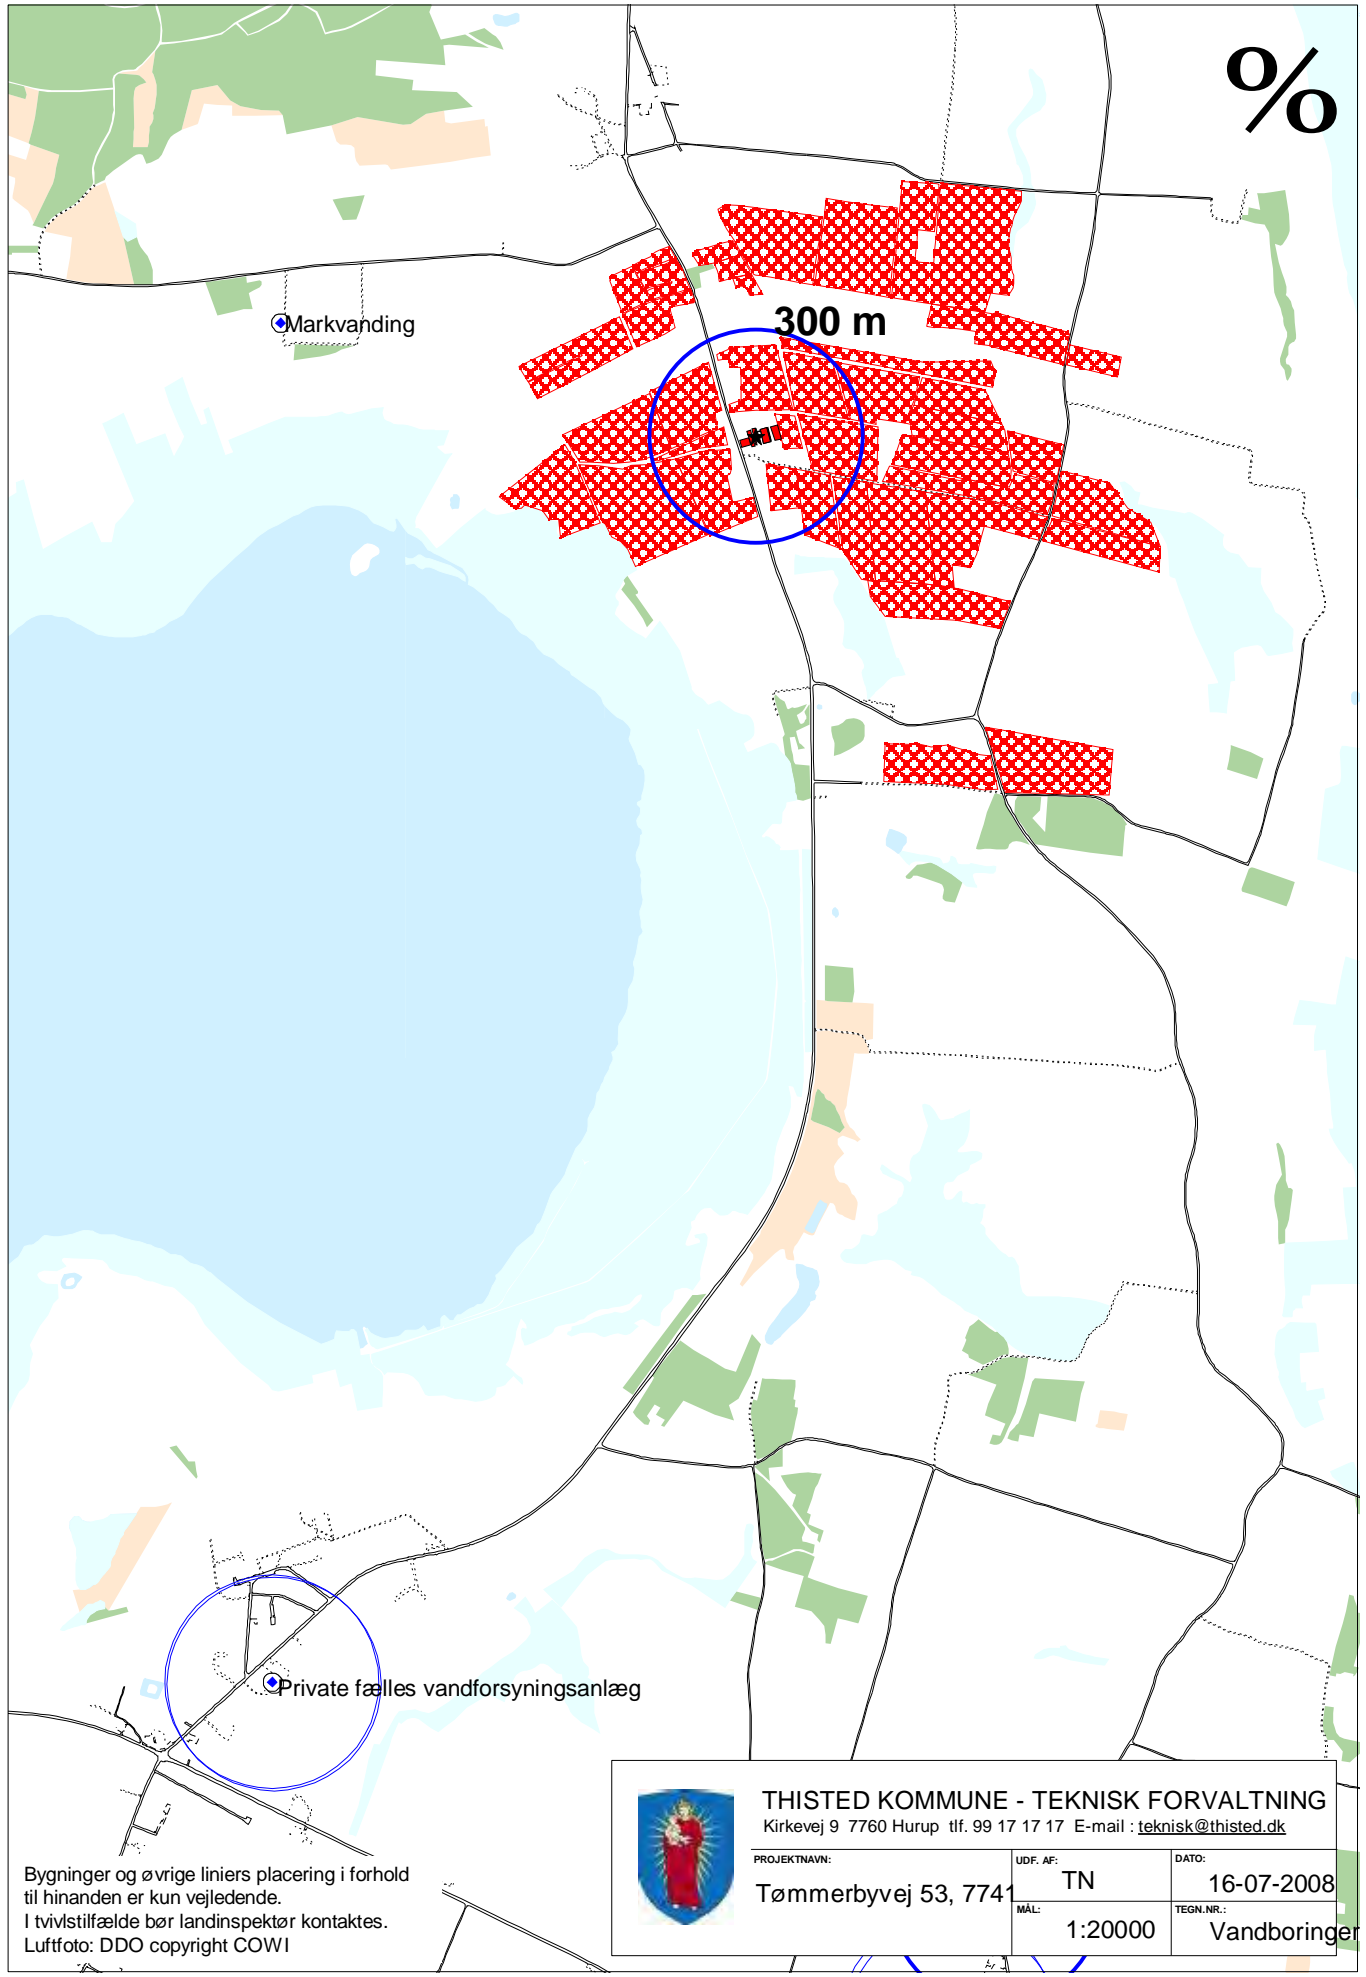 %
Markvanding
300 m
Private fælles vandforsyningsanlæg
THISTED KOMMUNE - TEKNISK FORVALTNING
Kirkevej 9 7760 Hurup tlf. 99 17 17 17 E-mail : teknisk@thisted.dk
PROJEKTNAVN:
Tømmerbyvej 53, 7741
UDF. AF:
TN
DATO:
16-07-2008
MÅL:
1:20000
TEGN.NR.:
Vandboringer
Bygninger og øvrige liniers placering i forhold
til hinanden er kun vejledende.
I tvivlstilfælde bør landinspektør kontaktes.
Luftfoto: DDO copyright COWI